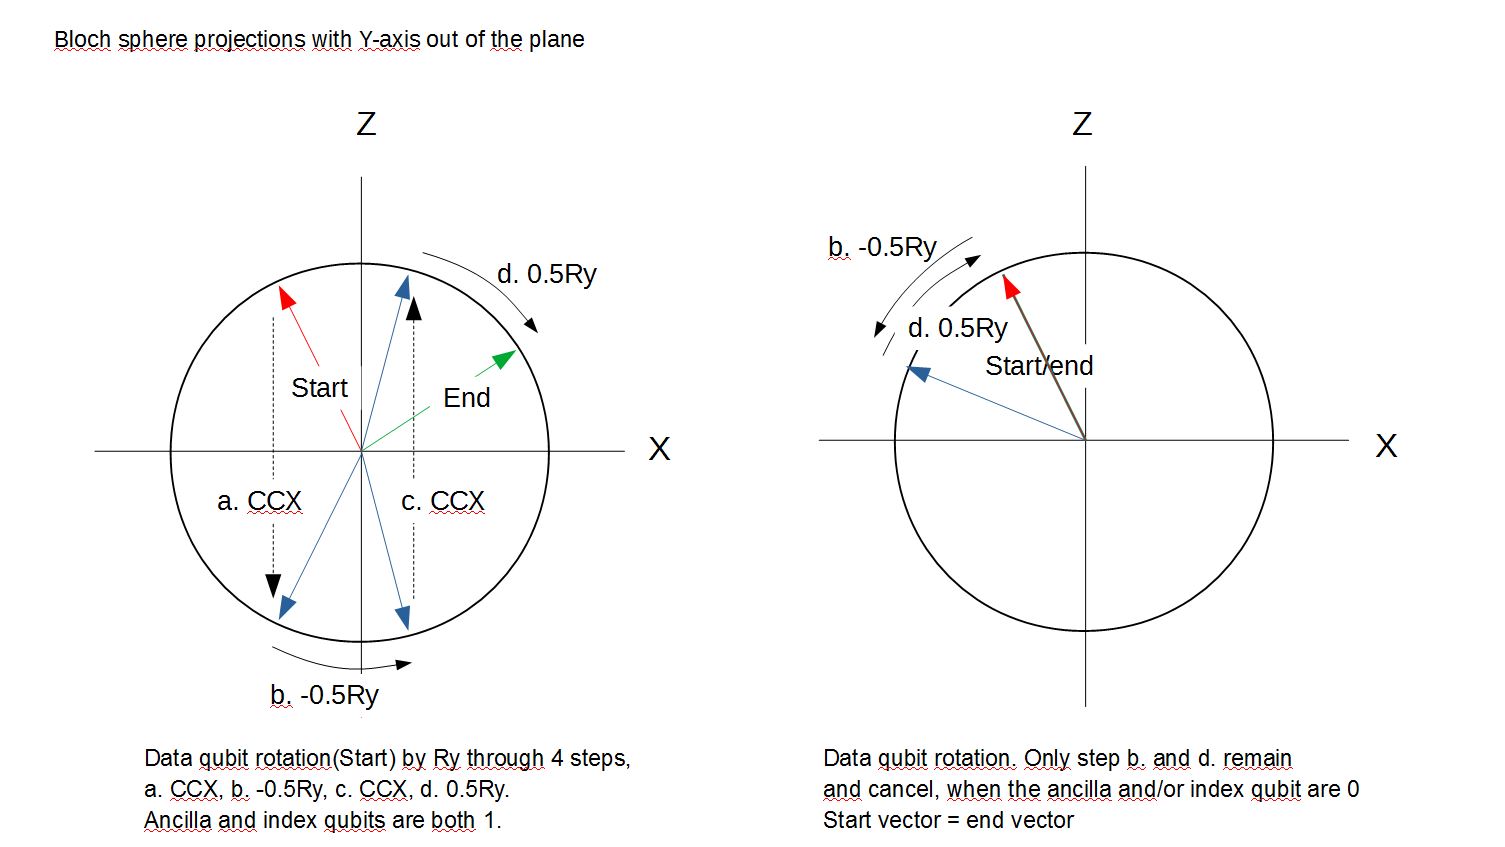 Bloch sphere projections with Y-axis out of the plane
Z
d. 0.5Ry
Start
End
X
a. CCX
c. CCX
b. -0.5Ry
Data qubit rotation(Start) by Ry through 4 steps,
a. CCX, b. -0.5Ry, c. CCX, d. 0.5Ry.
Ancilla and index qubits are both 1.
Z
b. -0.5Ry
d. 0.5Ry
Start/end
X
Data qubit rotation. Only step b. and d. remain
and cancel, when the ancilla and/or index qubit are 0
Start vector = end vector